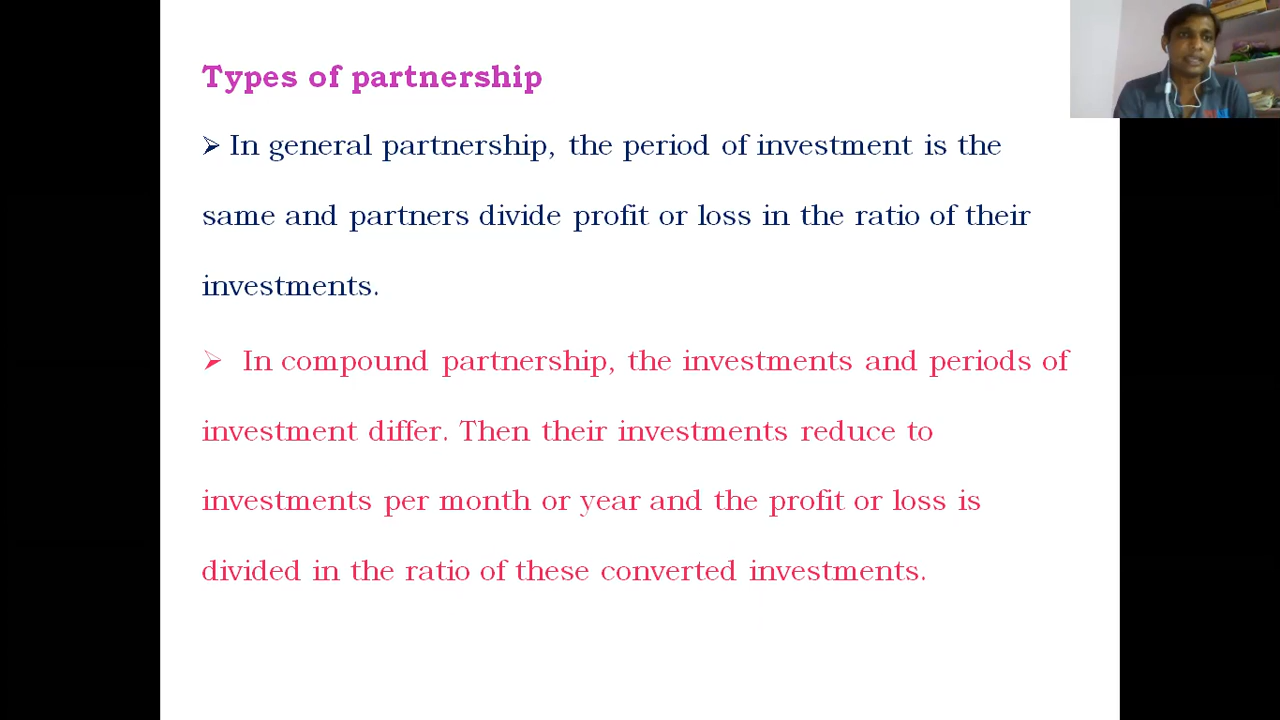 Types of partnership
➢ In general partnership, the period of investment is the
same and partners divide profit or loss in the ratio of their
investments.
➢ In compound partnership, the investments and periods of
investment differ. Then their investments reduce to
investments per month or year and the profit or loss is
divided in the ratio of these converted investments.